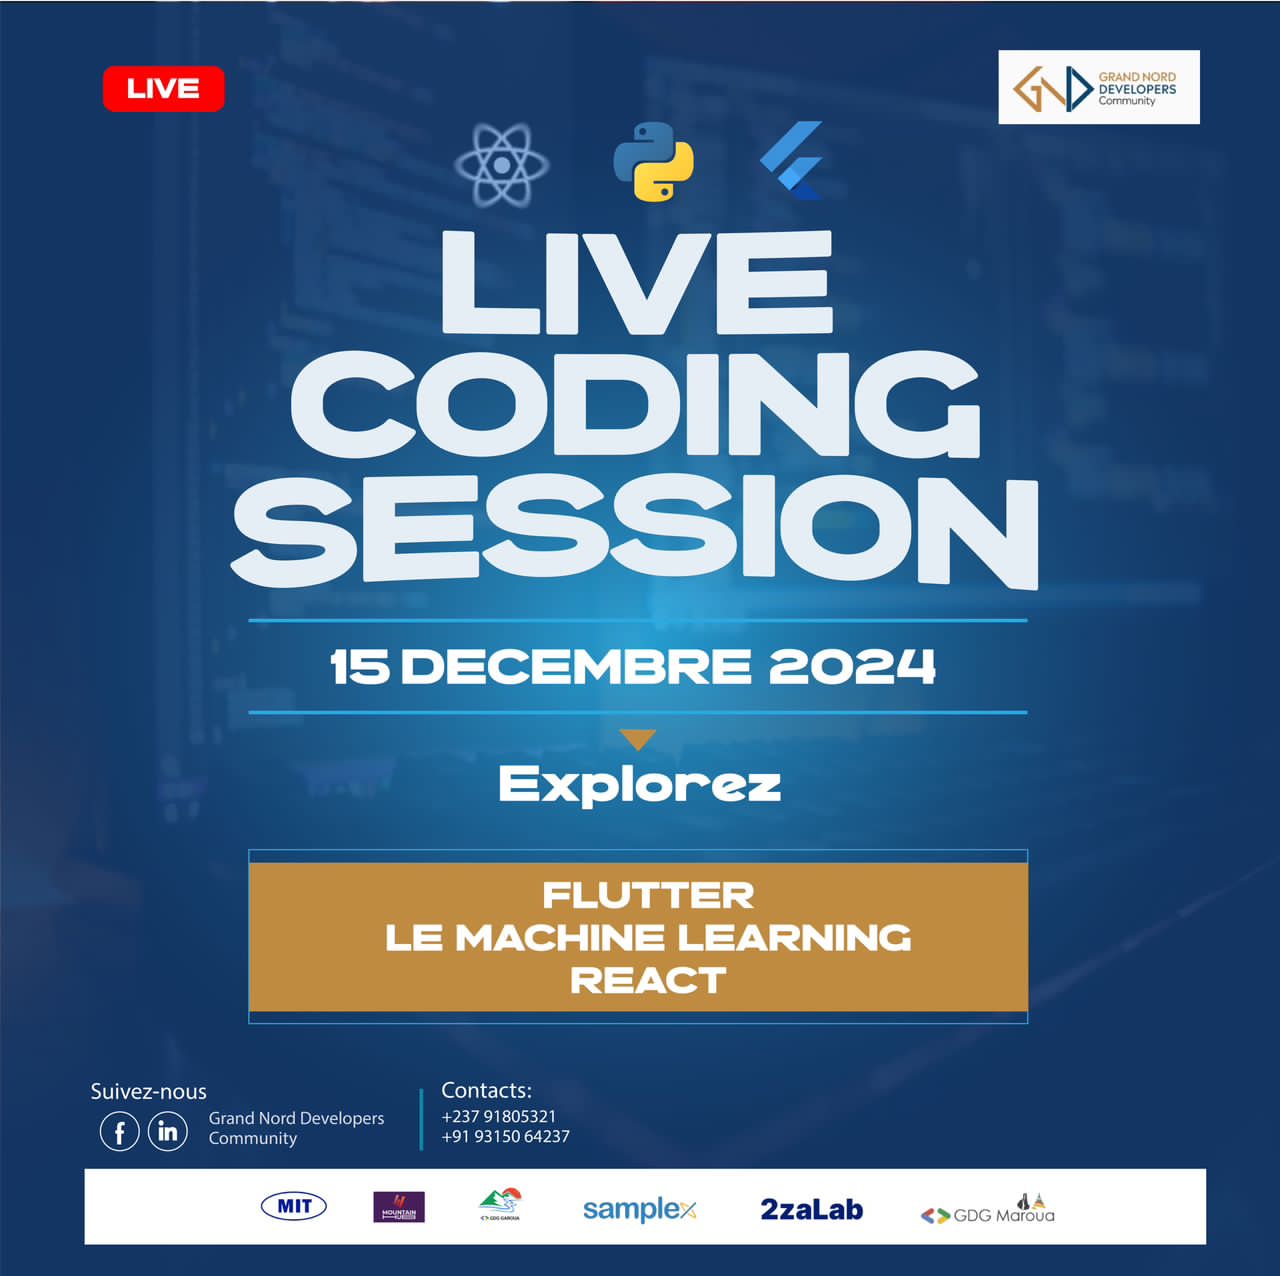 LIVE
GRAND NORD
DEVELOPERS
Community
LIVE
CODING
SESSION
15 DECEMBRE 2024
Explorez
FLUTTER
LE MACHINE LEARNING
REACT
Suivez-nous
Grand Nord Developers
Community
Contacts:
+237 91805321
+91 93150 64237
MIT
MOUNTAIN
HUB
GDG GAROUA
samplex
2zaLab
GDG Maroua